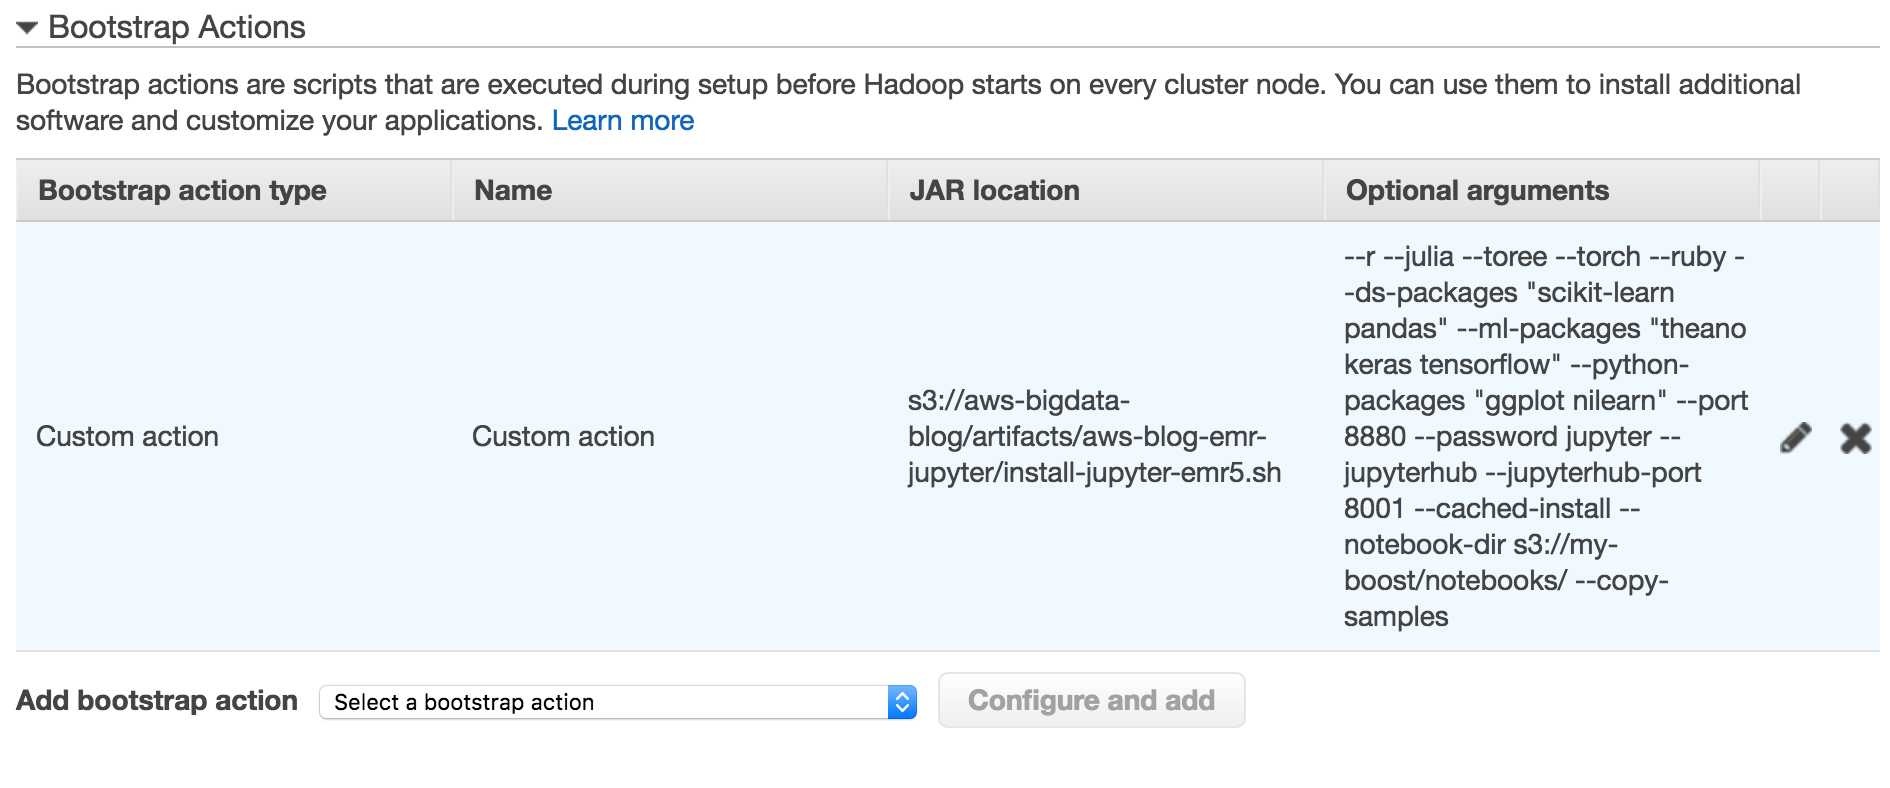 Bootstrap Actions
Bootstrap actions are scripts that are executed during setup before Hadoop starts on every cluster node. You can use them to install additional
software and customize your applications. Learn more
Bootstrap action type
Name
JAR location
Optional arguments
Custom action
Custom action
s3://aws-bigdata-
blog/artifacts/aws-blog-emr-
jupyter/install-jupyter-emr5.sh
--r --julia --toree --torch --ruby -
-ds-packages "scikit-learn
pandas" --ml-packages "theano
keras tensorflow" --python-
packages "ggplot nilearn" --port
8880 --password jupyter --
jupyterhub --jupyterhub-port
8001 --cached-install --
notebook-dir s3://my-
boost/notebooks/ --copy-
samples
Add bootstrap action
Select a bootstrap action
Configure and add